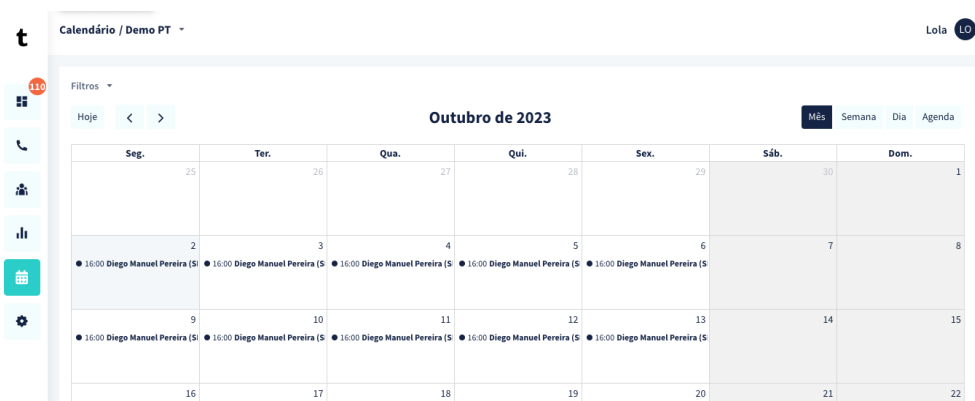 t
Calendário / Demo PT
Lola LO
110
Filtros
Hoje
Outubro de 2023
Mês Semana Dia Agenda
Seg. Ter. Qua. Qui. Sex. Sáb. Dom.
25 26 27 28 29 30 1
2 3 4 5 6 7 8
16:00 Diego Manuel Pereira (S 16:00 Diego Manuel Pereira (S 16:00 Diego Manuel Pereira (S 16:00 Diego Manuel Pereira (S 16:00 Diego Manuel Pereira (S
9 10 11 12 13 14 15
16:00 Diego Manuel Pereira (S 16:00 Diego Manuel Pereira (S 16:00 Diego Manuel Pereira (S 16:00 Diego Manuel Pereira (S 16:00 Diego Manuel Pereira (S
16 17 18 19 20 21 22